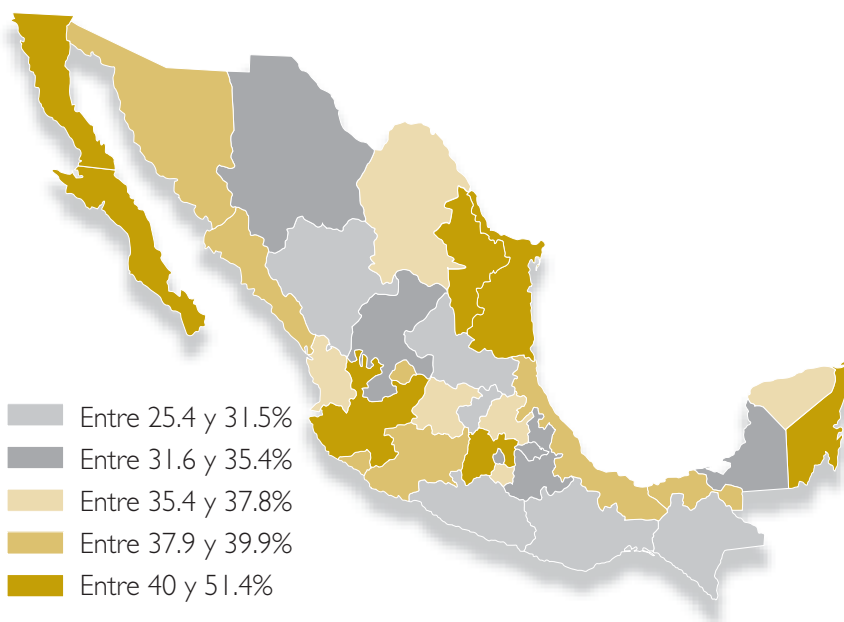 Entre 25.4 y 31.5%
Entre 31.6 y 35.4%
Entre 35.4 y 37.8%
Entre 37.9 y 39.9%
Entre 40 y 51.4%